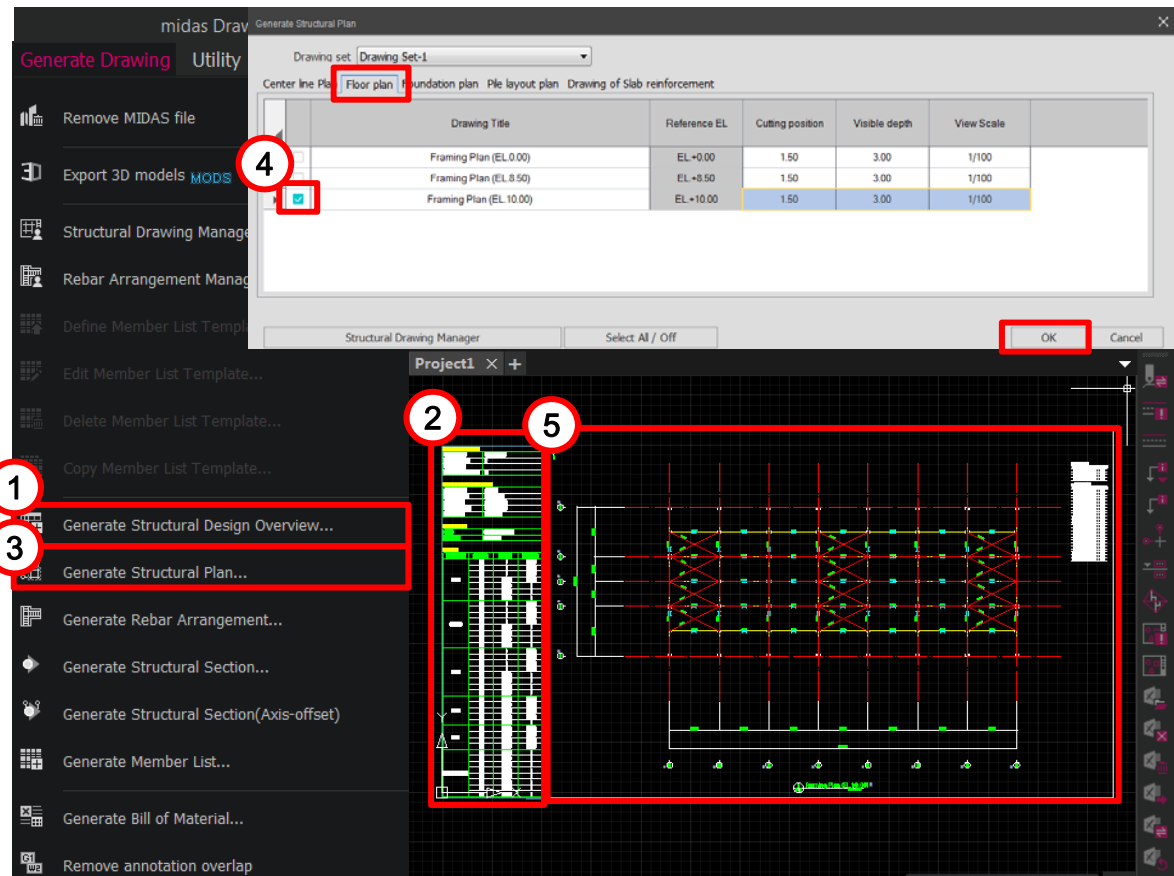 midas Draw
Generate Drawing Utility
Remove MIDAS file
Export 3D models MODS
Structural Drawing Manage
Rebar Arrangement Manag
Define Member List Templa
Edit Member List Template...
Delete Member List Template...
Copy Member List Template...
1
Generate Structural Design Overview...
3
Generate Structural Plan...
Generate Rebar Arrangement...
Generate Structural Section...
Generate Structural Section(Axis-offset)
Generate Member List...
Generate Bill of Material...
Remove annotation overlap
Generate Structural Plan
Drawing set Drawing Set-1
Center line Pla Floor plan oundation plan Pile layout plan Drawing of Slab reinforcement
Drawing Title Reference EL Cutting position Visible depth View Scale
4
Framing Plan (EL.0.00) EL.+0.00 1.50 3.00 1/100
Framing Plan (EL.8.50) EL.+8.50 1.50 3.00 1/100
Framing Plan (EL.10.00) EL.+10.00 1.50 3.00 1/100
Structural Drawing Manager Select All / Off OK Cancel
Project1 × +
2
5
Y
X